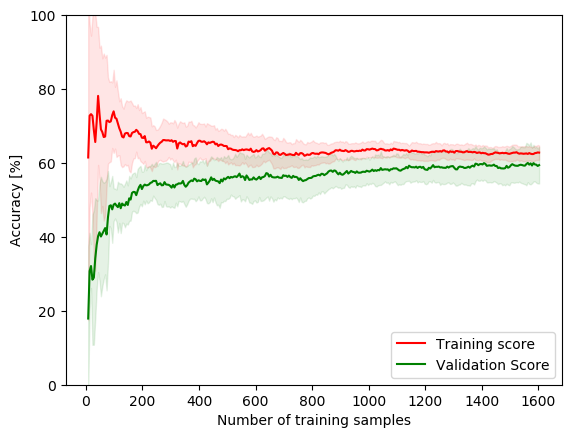 100
80
60
40
20
0
Accuracy [%]
Training score
Validation Score
0 200 400 600 800 1000 1200 1400 1600
Number of training samples